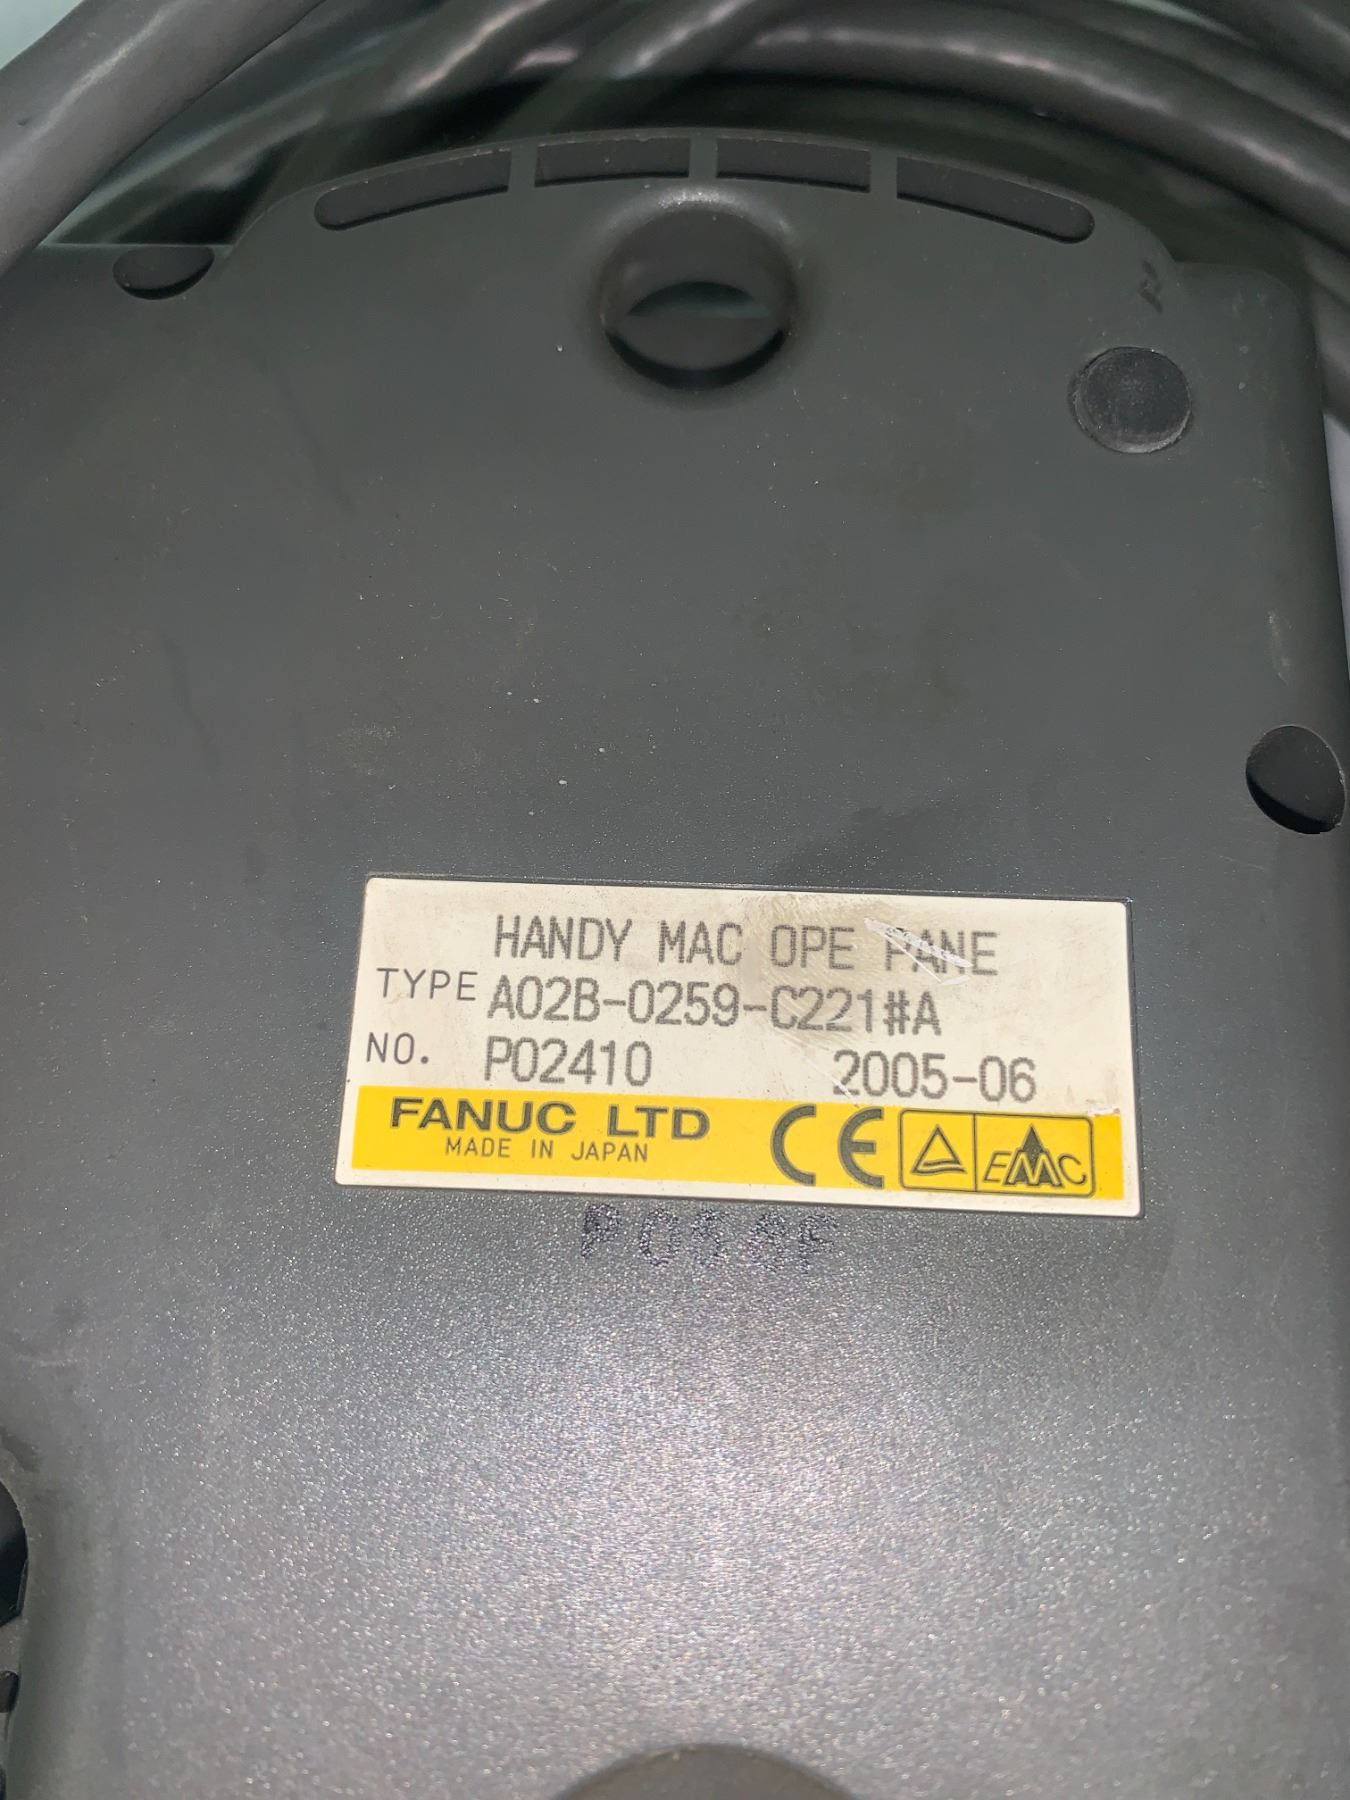 HANDY MAC OPE PANE
TYPE A02B-0259-C221#A
NO. P02410 2005-06
FANUC LTD CE EMC
MADE IN JAPAN